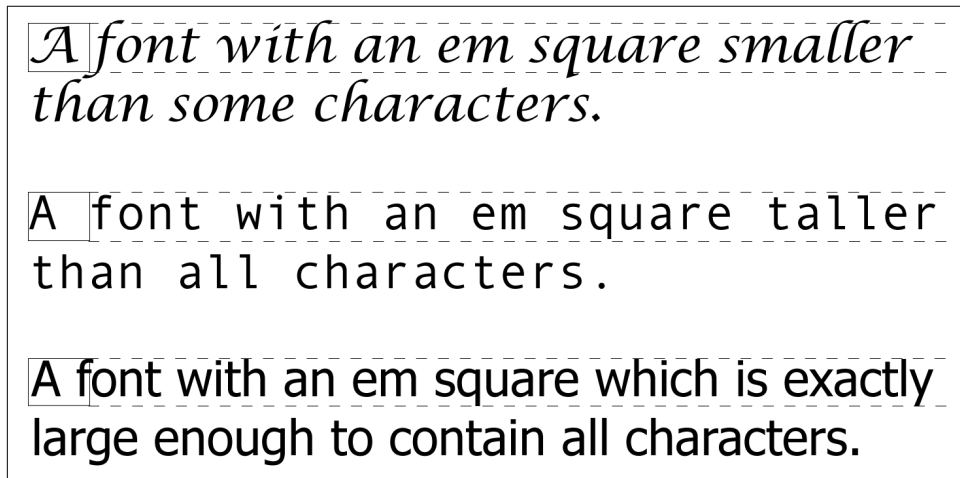 A font with an em square smaller
than some characters.
A font with an em square taller
than all characters.
A font with an em square which is exactly
large enough to contain all characters.